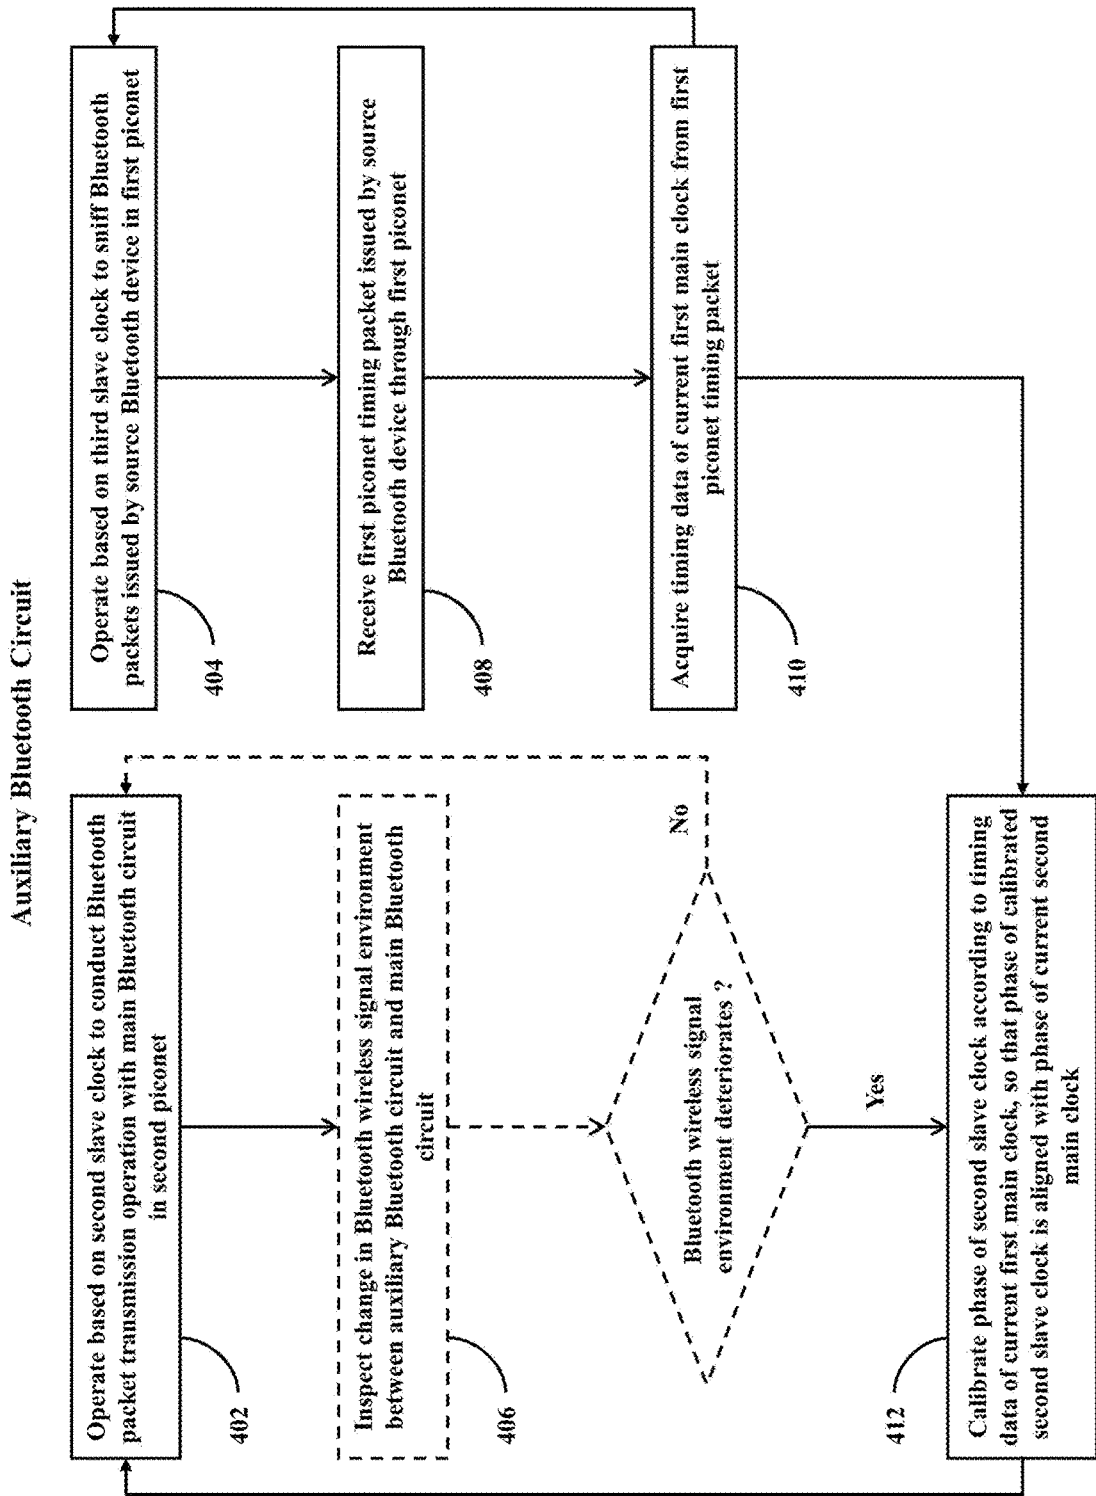 Auxiliary Bluetooth Circuit
Operate based on second slave clock to conduct Bluetooth
packet transmission operation with main Bluetooth circuit
in second piconet
402
Inspect change in Bluetooth wireless signal environment
between auxiliary Bluetooth circuit and main Bluetooth
circuit
406
Bluetooth wireless signal
environment deteriorates ?
No
Yes
Calibrate phase of second slave clock according to timing
data of current first main clock, so that phase of calibrated
second slave clock is aligned with phase of current second
main clock
412
Operate based on third slave clock to sniff Bluetooth
packets issued by source Bluetooth device in first piconet
404
Receive first piconet timing packet issued by source
Bluetooth device through first piconet
408
Acquire timing data of current first main clock from first
piconet timing packet
410